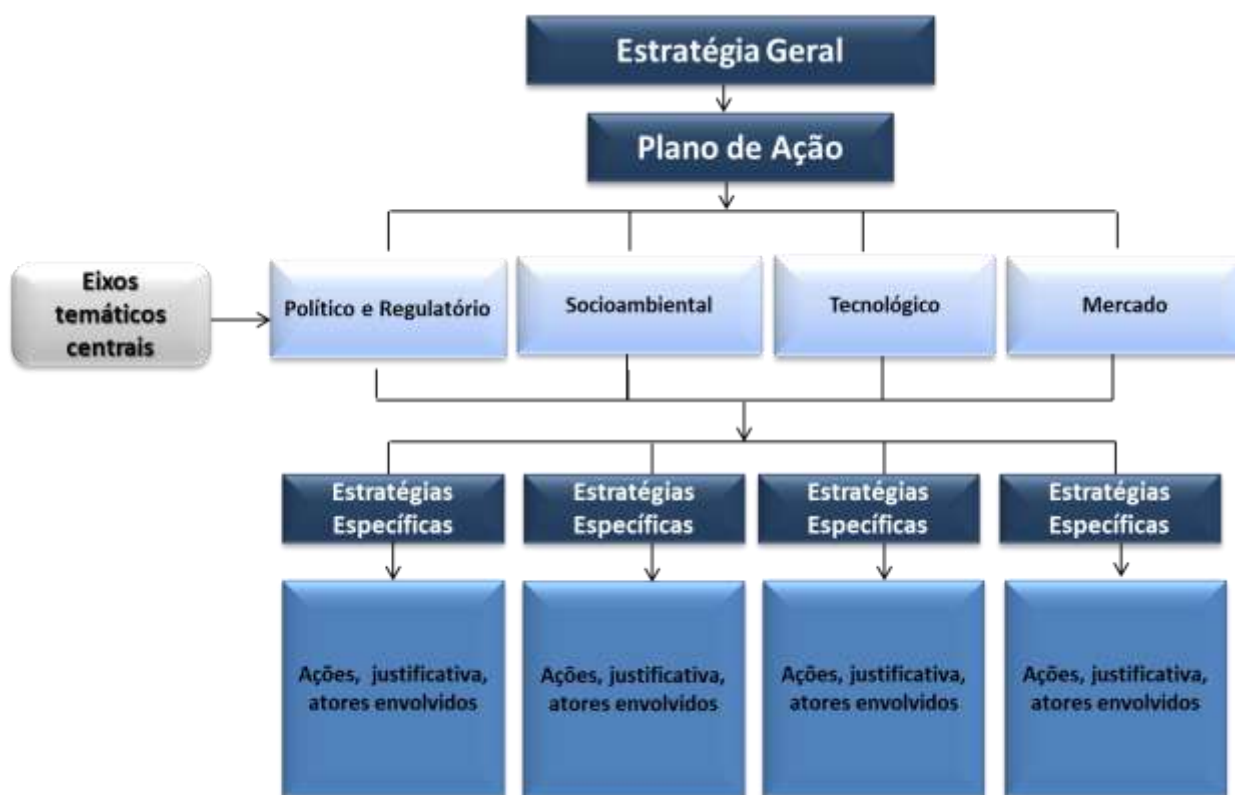 Estratégia Geral
Plano de Ação
Eixos
temáticos
centrais
Político e Regulatório
Socioambiental
Tecnológico
Mercado
Estratégias
Específicas
Estratégias
Específicas
Estratégias
Específicas
Estratégias
Específicas
Ações, justificativa,
atores envolvidos
Ações, justificativa,
atores envolvidos
Ações, justificativa,
atores envolvidos
Ações, justificativa,
atores envolvidos